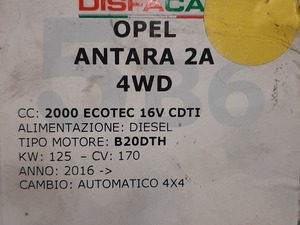 DISFACAR
OPEL
ANTARA 2A
4WD
CC: 2000 ECOTEC 16V CDTI
ALIMENTAZIONE: DIESEL
TIPO MOTORE: B20DTH
KW: 125 – CV: 170
ANNO: 2016 ->
CAMBIO: AUTOMATICO 4X4